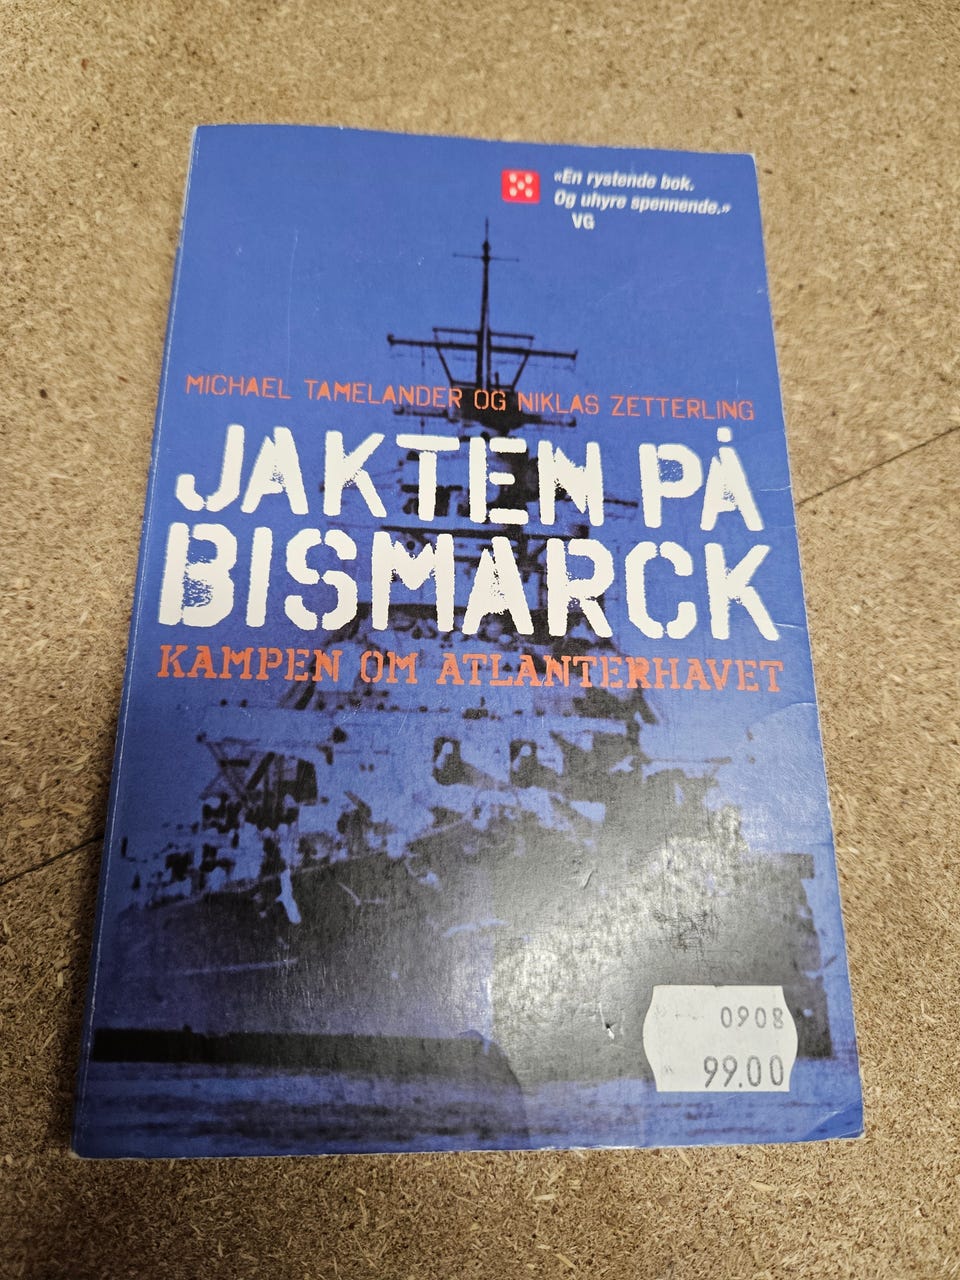 «En rystende bok.
Og uhyre spennende.»
VG
MICHAEL TAMELANDER OG NIKLAS ZETTERLING
JAKTEN PÅ
BISMARCK
KAMPEN OM ATLANTERHAVET
0908
99.00